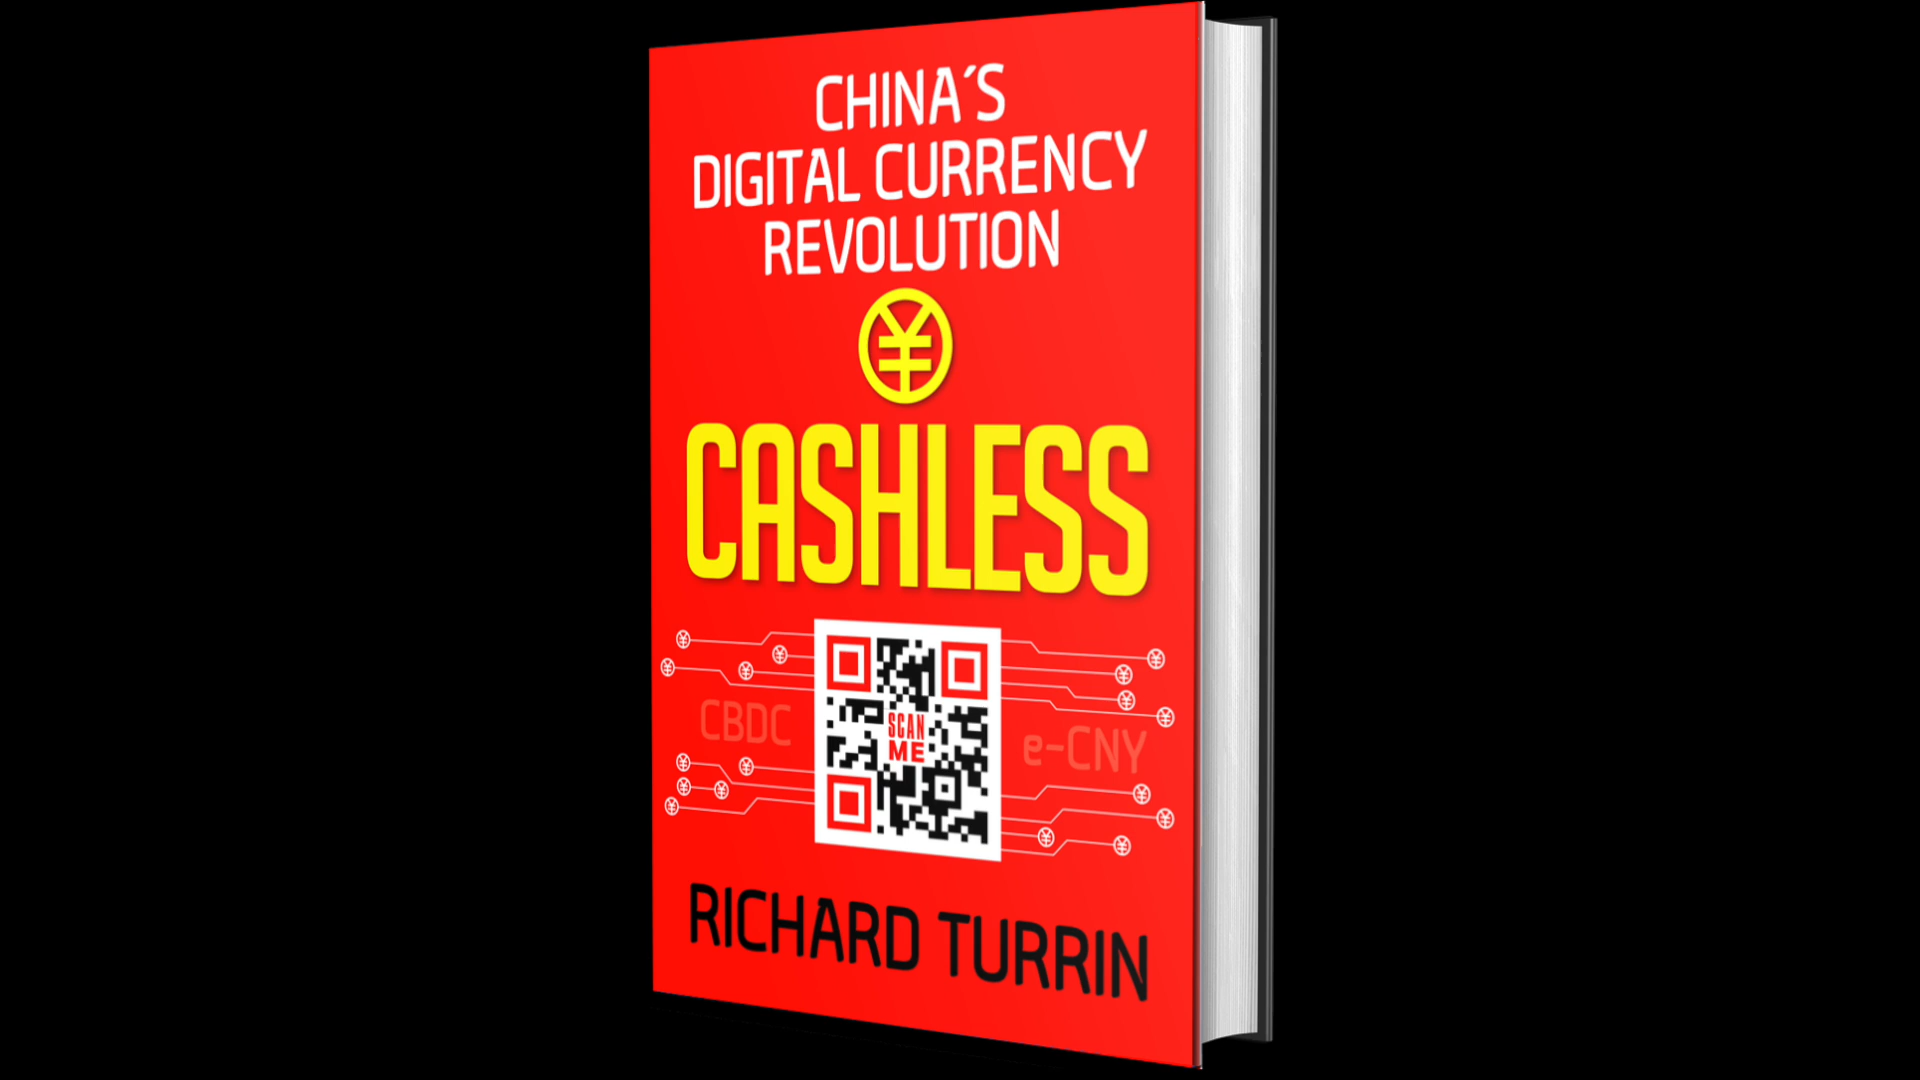 CHINA'S
DIGITAL CURRENCY
REVOLUTION
¥
CASHLESS
CBDC
SCAN
ME
e-CNY
RICHARD TURRIN